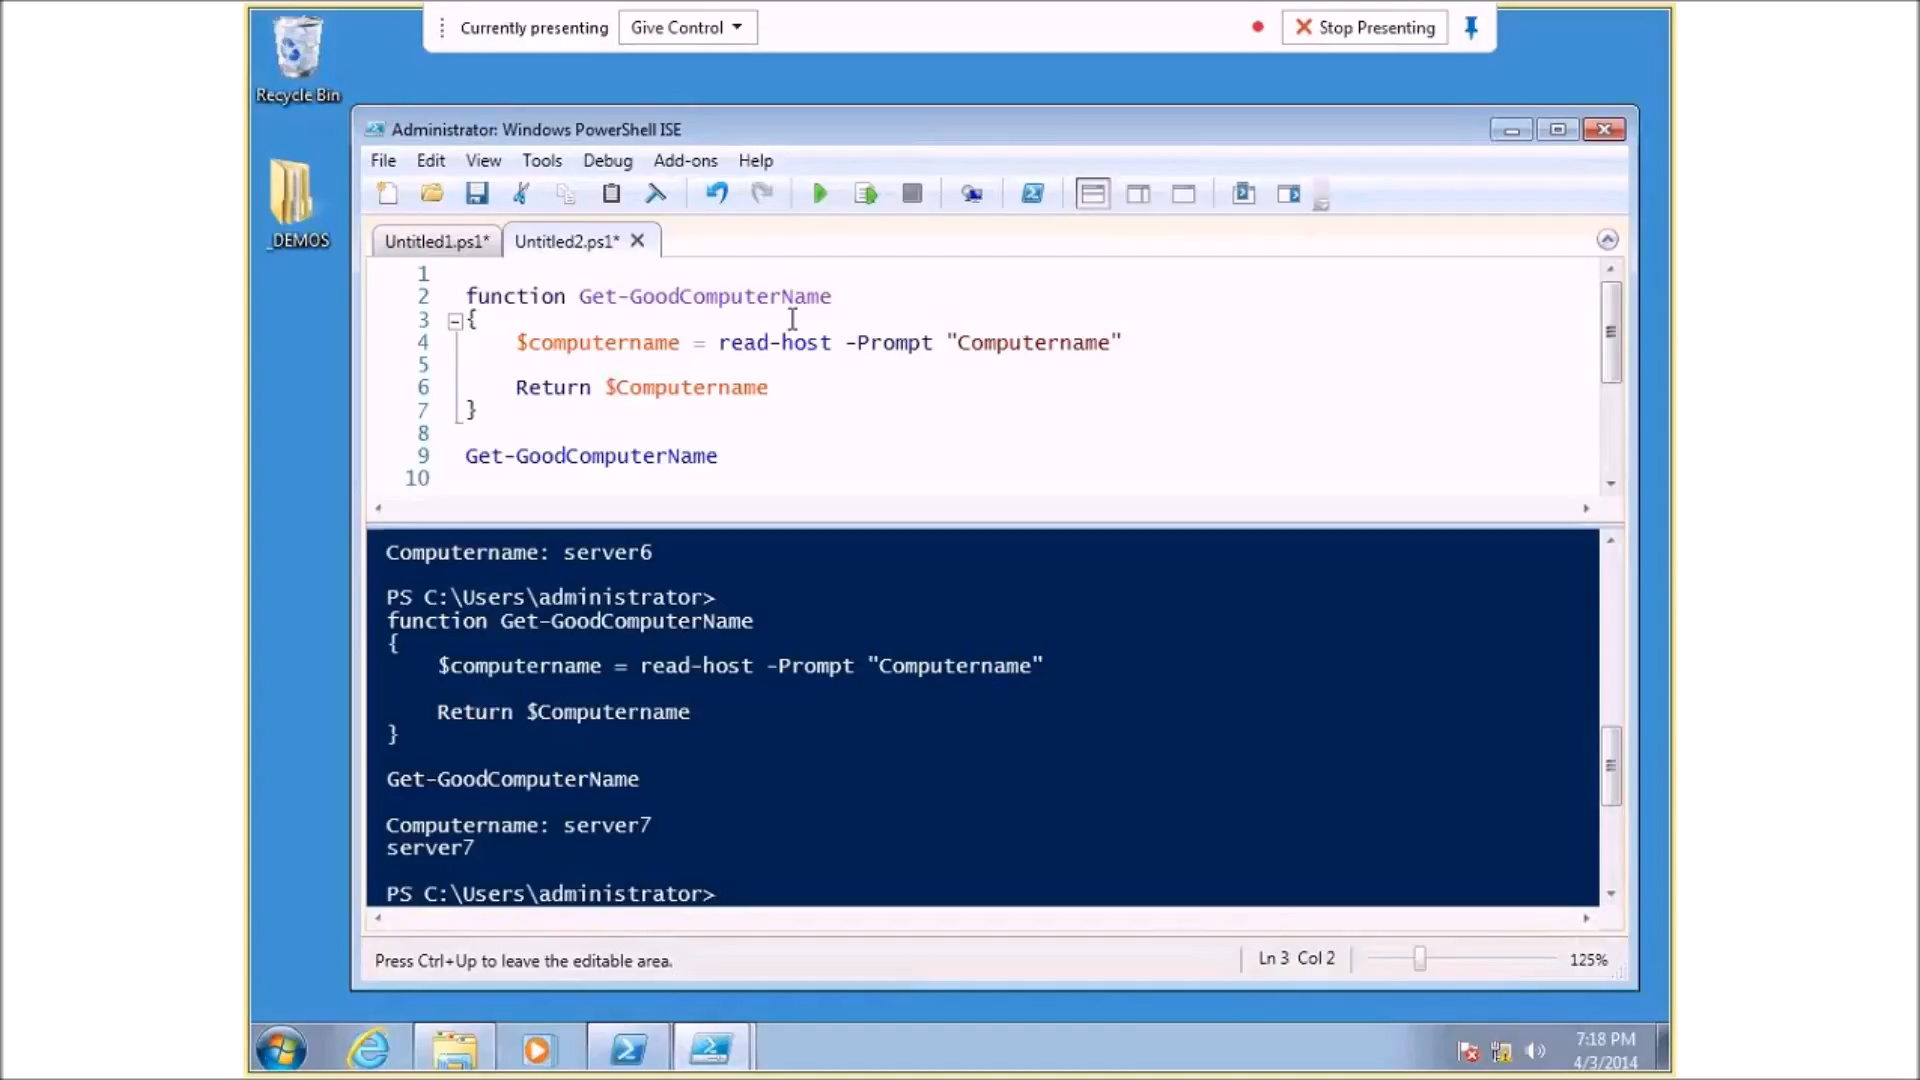 Currently presenting
Give Control
Stop Presenting
Recycle Bin
_DEMOS
Administrator: Windows PowerShell ISE
File Edit View Tools Debug Add-ons Help
Untitled1.ps1* Untitled2.ps1*
1
2 function Get-GoodComputerName
3 {
4 $computername = read-host -Prompt "Computername"
5
6 Return $Computername
7 }
8
9 Get-GoodComputerName
10
Computername: server6
PS C:\Users\administrator>
function Get-GoodComputerName
{
$computername = read-host -Prompt "Computername"
Return $Computername
}
Get-GoodComputerName
Computername: server7
server7
PS C:\Users\administrator>
Press Ctrl+Up to leave the editable area.
Ln 3 Col 2
125%
7:18 PM
4/3/2014